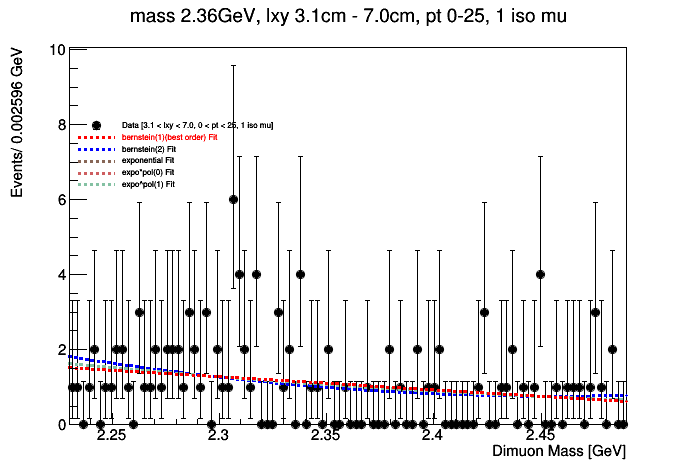 mass 2.36GeV, lxy 3.1cm - 7.0cm, pt 0-25, 1 iso mu
Events/ 0.002596 GeV
10
8
6
4
2
0
Data [3.1 < lxy < 7.0, 0 < pt < 25, 1 iso mu]
bernstein(1)(best order) Fit
bernstein(2) Fit
exponential Fit
expo*pol(0) Fit
expo*pol(1) Fit
2.25 2.3 2.35 2.4 2.45
Dimuon Mass [GeV]